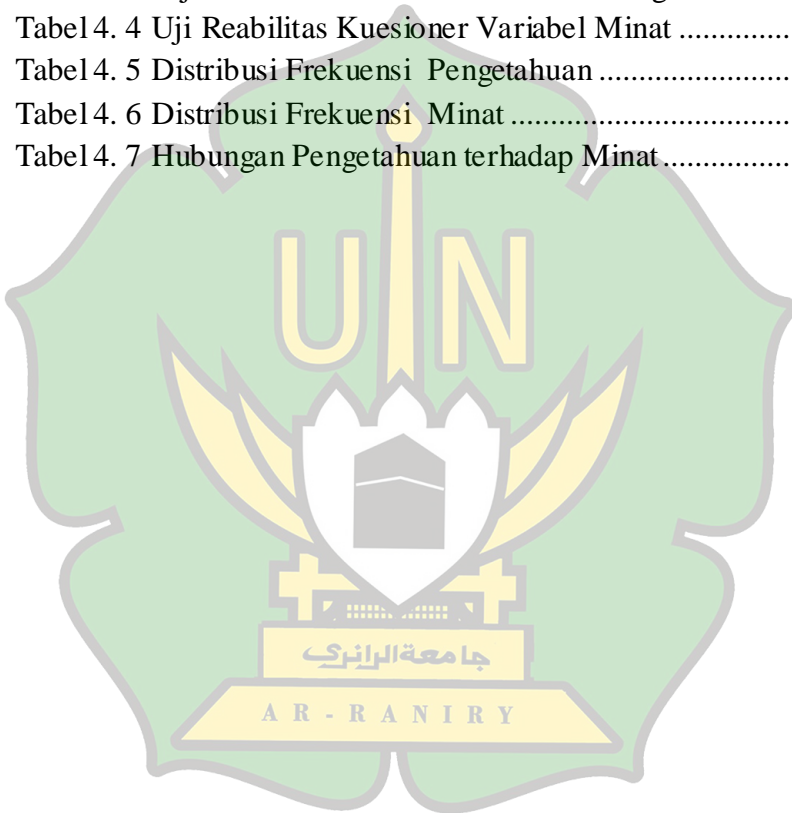 Tabel 4. 4 Uji Reabilitas Kuesioner Variabel Minat ..............
Tabel 4. 5 Distribusi Frekuensi Pengetahuan ........................
Tabel 4. 6 Distribusi Frekuensi Minat ...................................
Tabel 4. 7 Hubungan Pengetahuan terhadap Minat ................
UIN
جامعة الرانري
AR-RANIRY